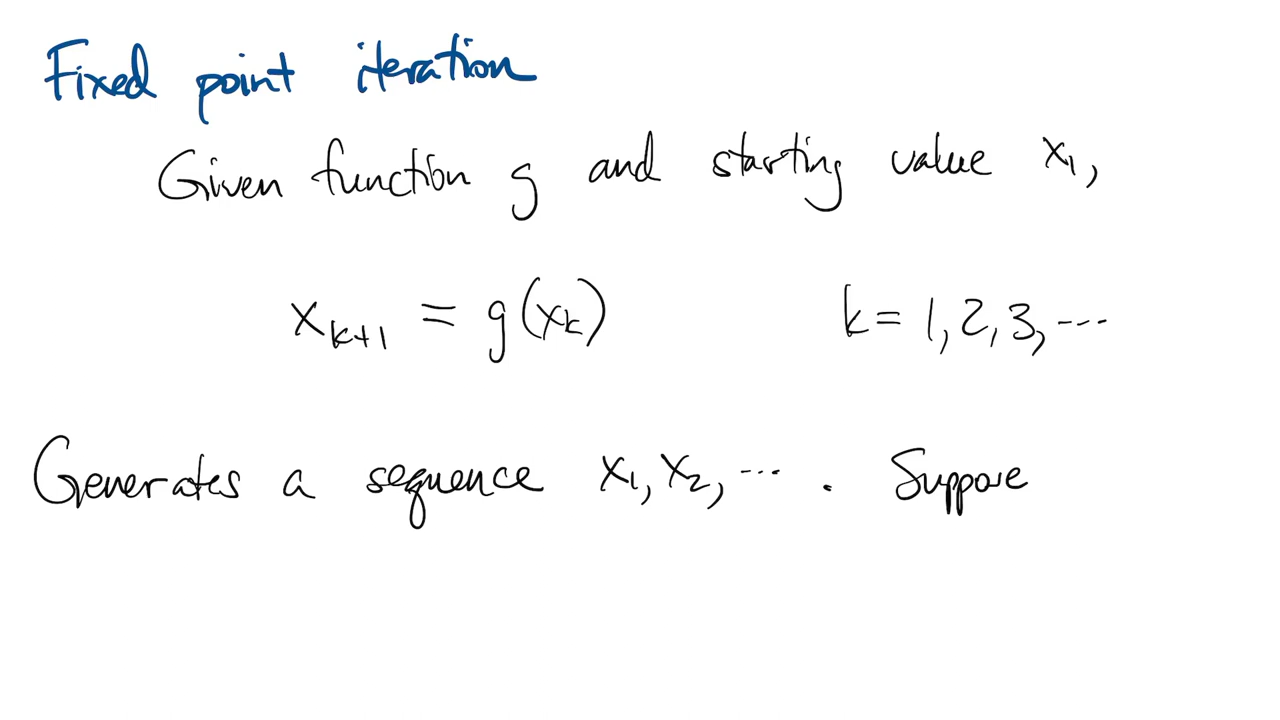 Fixed point iteration
Given function g and starting value x₁,
xₖ₊₁ = g(xₖ) k = 1, 2, 3, ...
Generates a sequence x₁, x₂, ... . Suppose